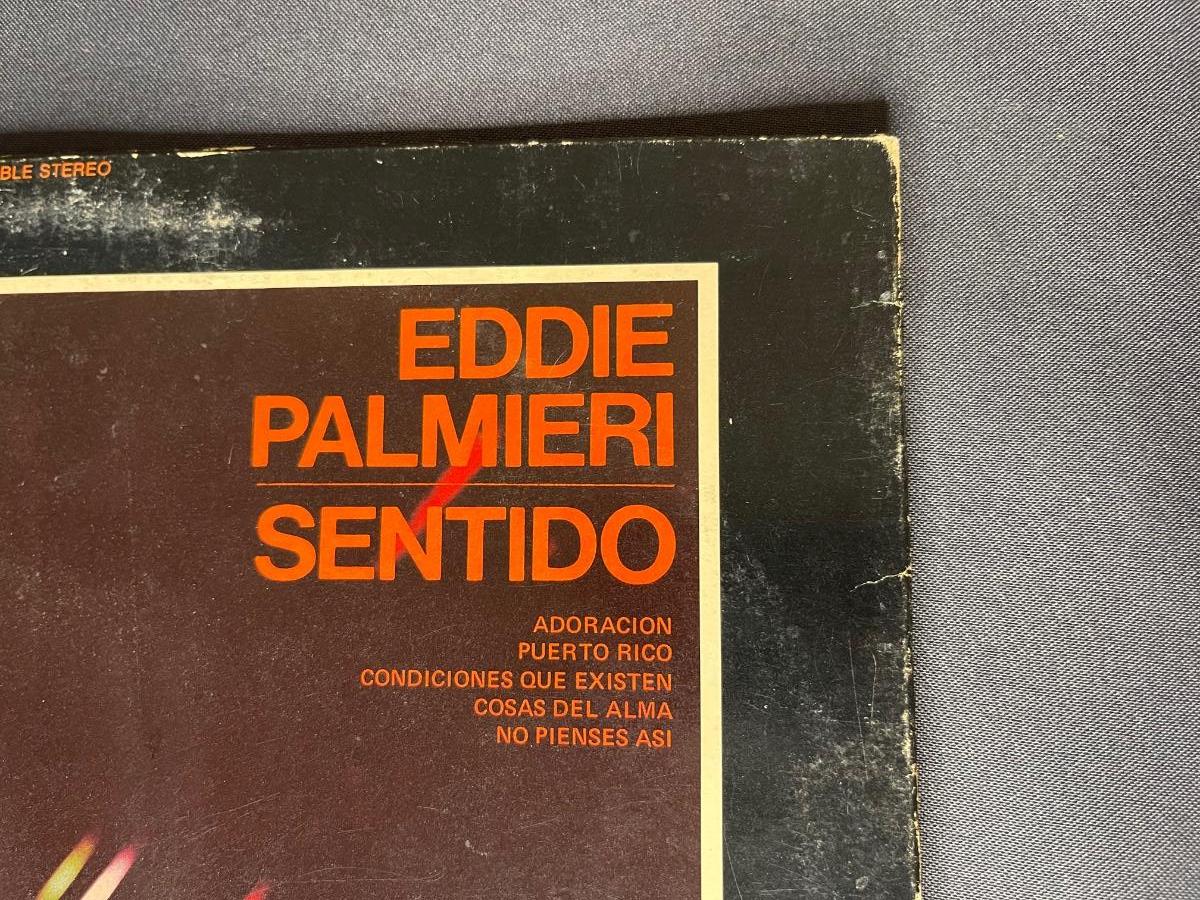 BLE STEREO
EDDIE
PALMIERI
SENTIDO
ADORACION
PUERTO RICO
CONDICIONES QUE EXISTEN
COSAS DEL ALMA
NO PIENSES ASI